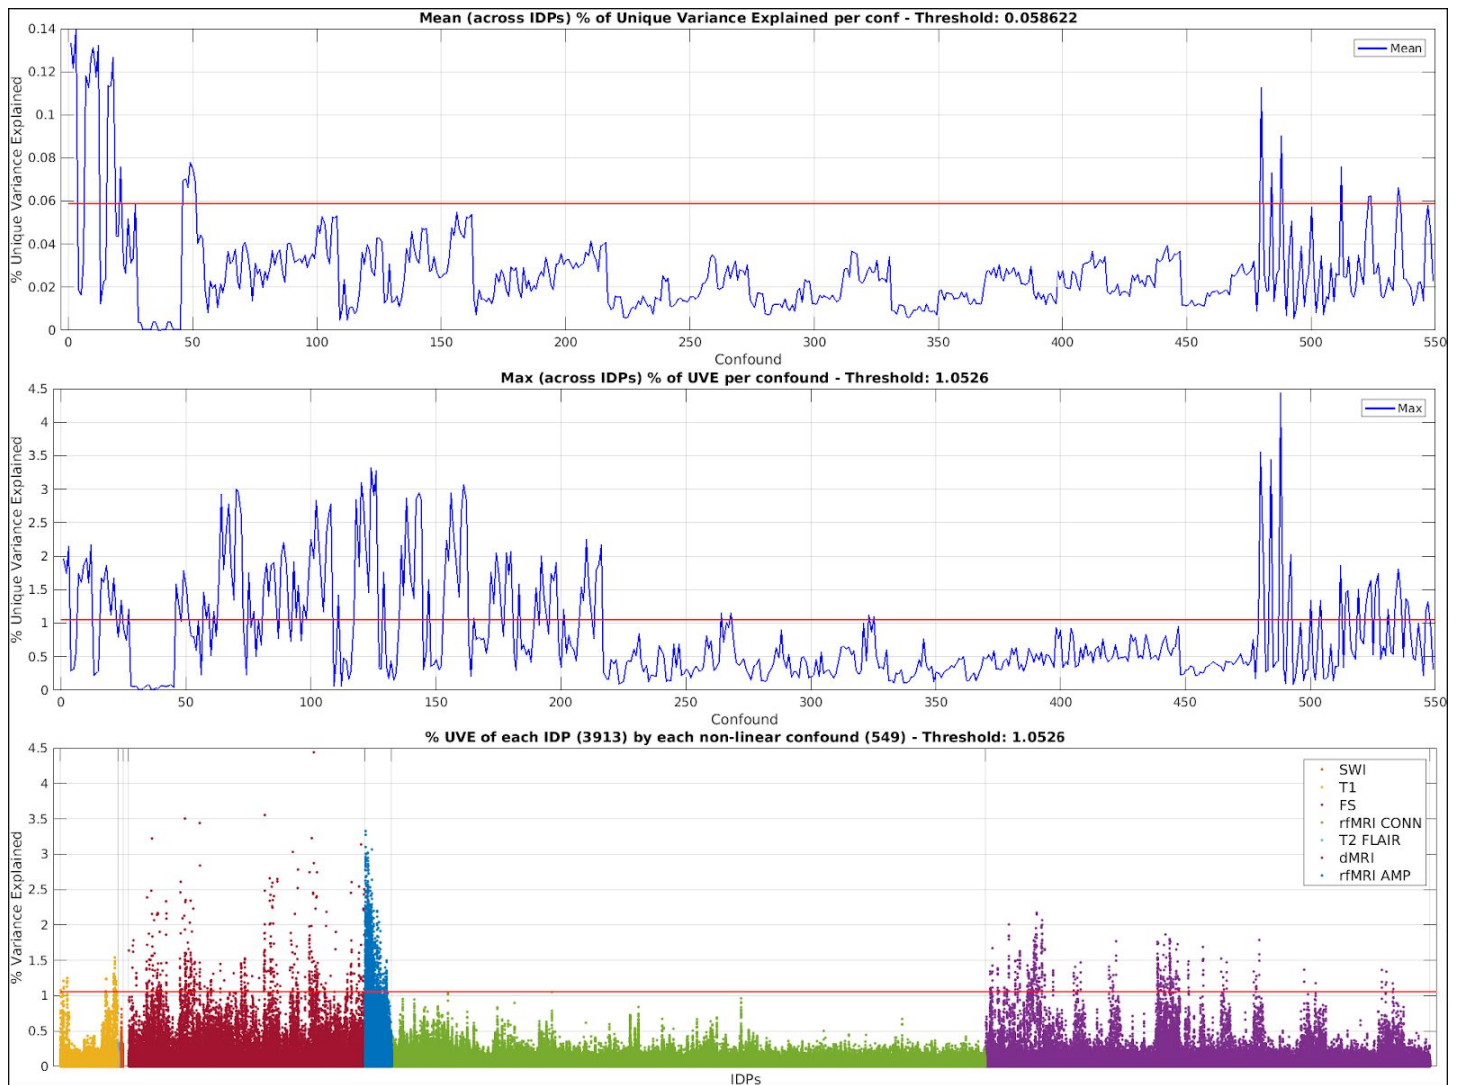 Mean (across IDPs) % of Unique Variance Explained per conf - Threshold: 0.058622
% Unique Variance Explained
0.14
0.12
0.1
0.08
0.06
0.04
0.02
0
Mean
0 50 100 150 200 250 300 350 400 450 500 550
Confound
Max (across IDPs) % of UVE per confound - Threshold: 1.0526
% Unique Variance Explained
4.5
4
3.5
3
2.5
2
1.5
1
0.5
0
Max
0 50 100 150 200 250 300 350 400 450 500 550
Confound
% UVE of each IDP (3913) by each non-linear confound (549) - Threshold: 1.0526
% Variance Explained
4.5
4
3.5
3
2.5
2
1.5
1
0.5
0
SWI
T1
FS
rfMRI CONN
T2 FLAIR
dMRI
rfMRI AMP
IDPs